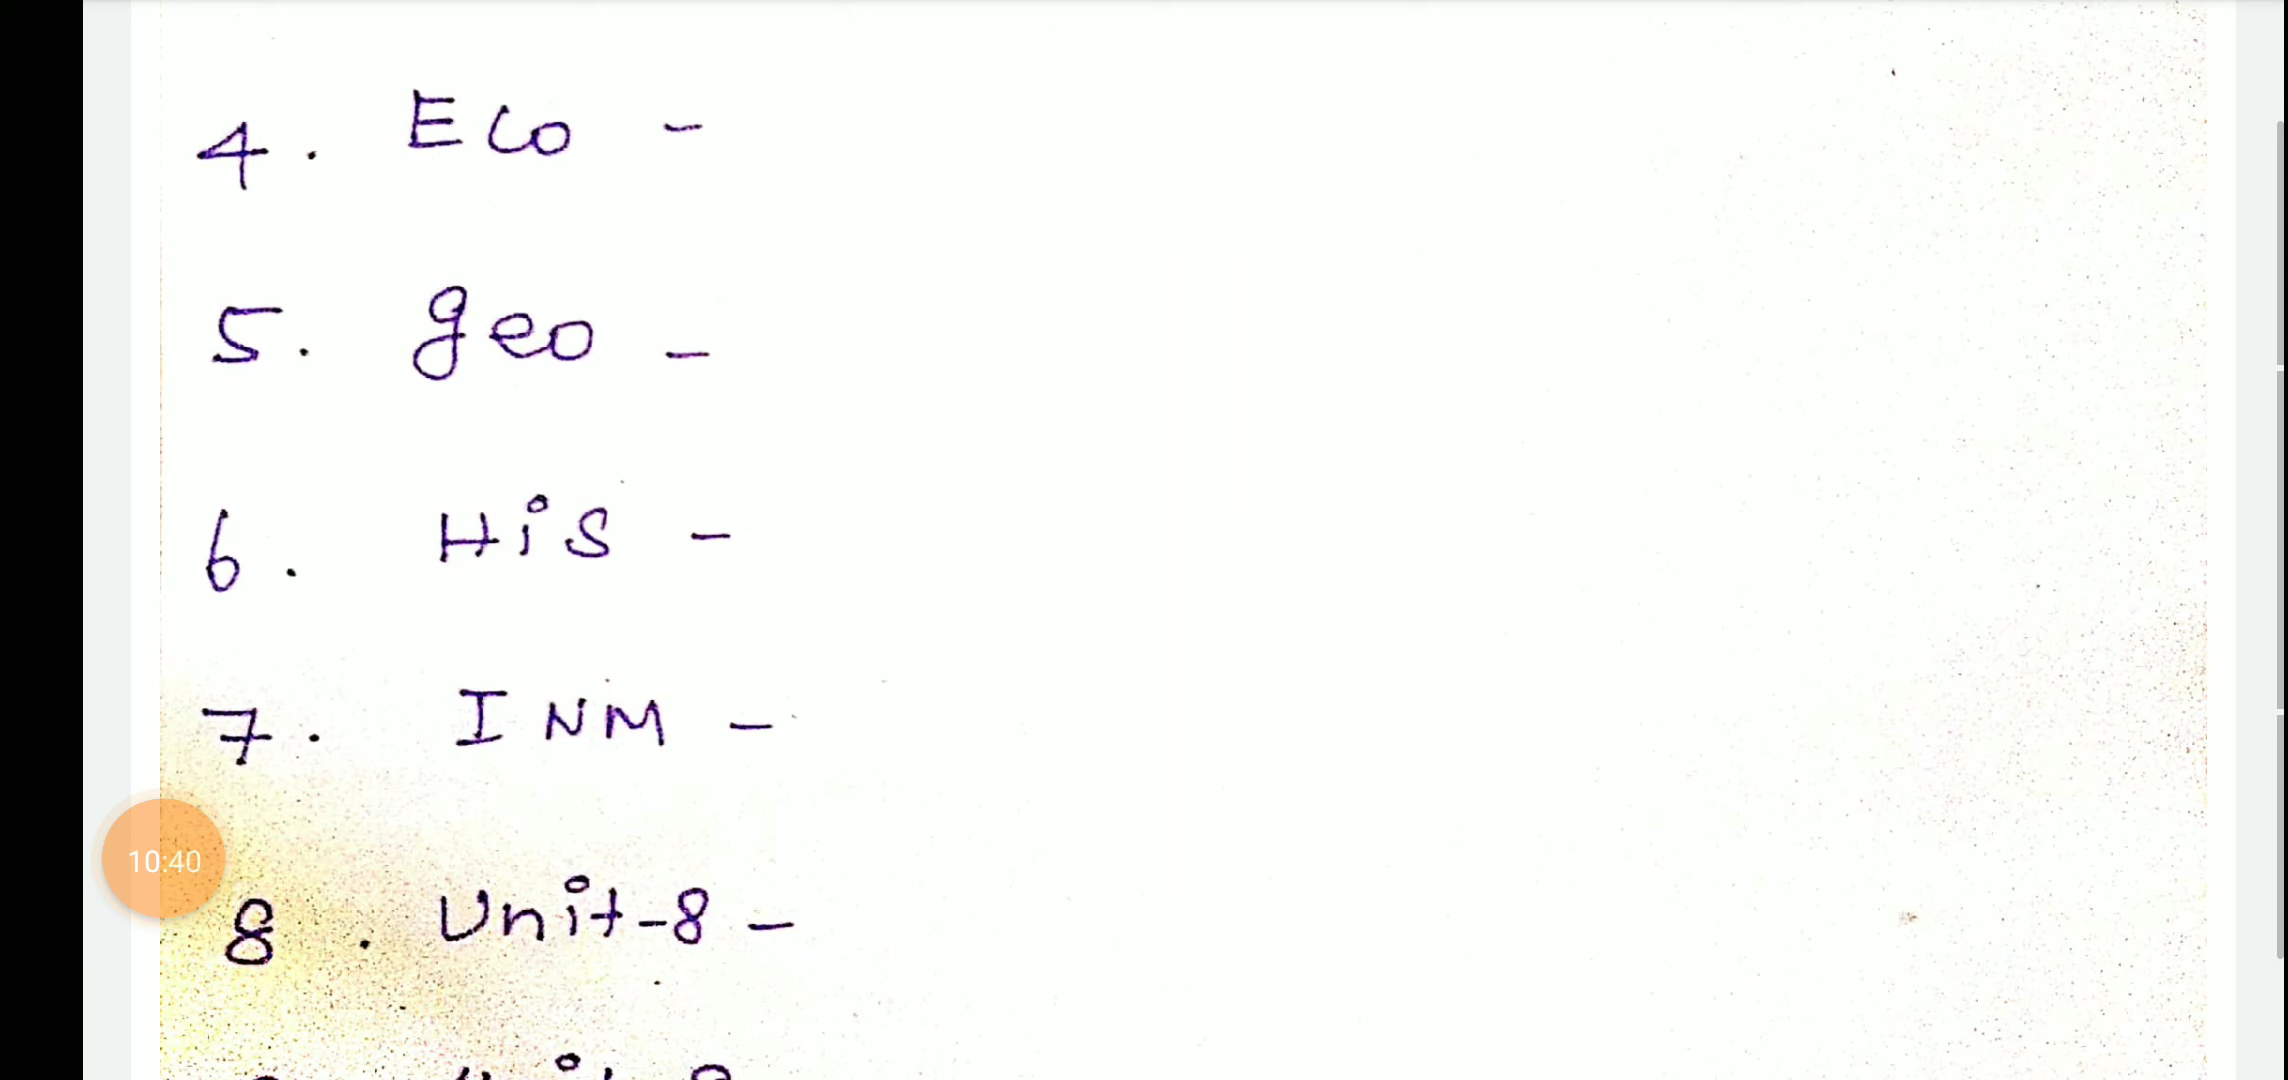 4. Eco -
5. geo -
6. His -
7. INM -
10:40
8. Unit-8 -